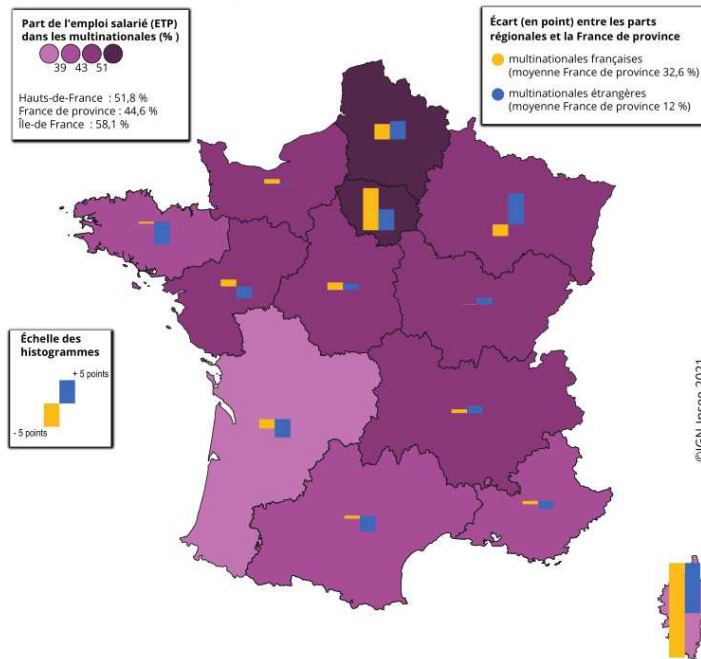 Part de l'emploi salarié (ETP)
dans les multinationales (% )
39 43 51
Hauts-de-France : 51,8 %
France de province : 44,6 %
Île-de France : 58,1 %
Écart (en point) entre les parts
régionales et la France de province
multinationales françaises
(moyenne France de province 32,6 %)
multinationales étrangères
(moyenne France de province 12 %)
Échelle des
histogrammes
+ 5 points
- 5 points
©IGN Insee 2021